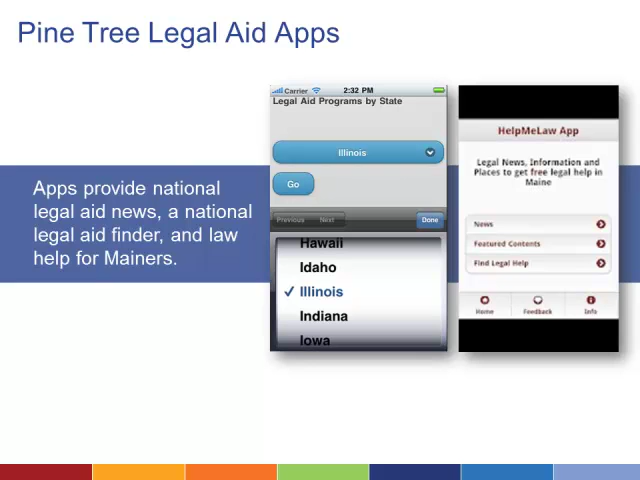 Pine Tree Legal Aid Apps
Apps provide national
legal aid news, a national
legal aid finder, and law
help for Mainers.
Carrier 2:32 PM
Legal Aid Programs by State
Illinois
Go
Previous Next Done
Hawaii
Idaho
✓ Illinois
Indiana
Iowa
HelpMeLaw App
Legal News, Information and
Places to get free legal help in
Maine
News
Featured Contents
Find Legal Help
Home Feedback Info